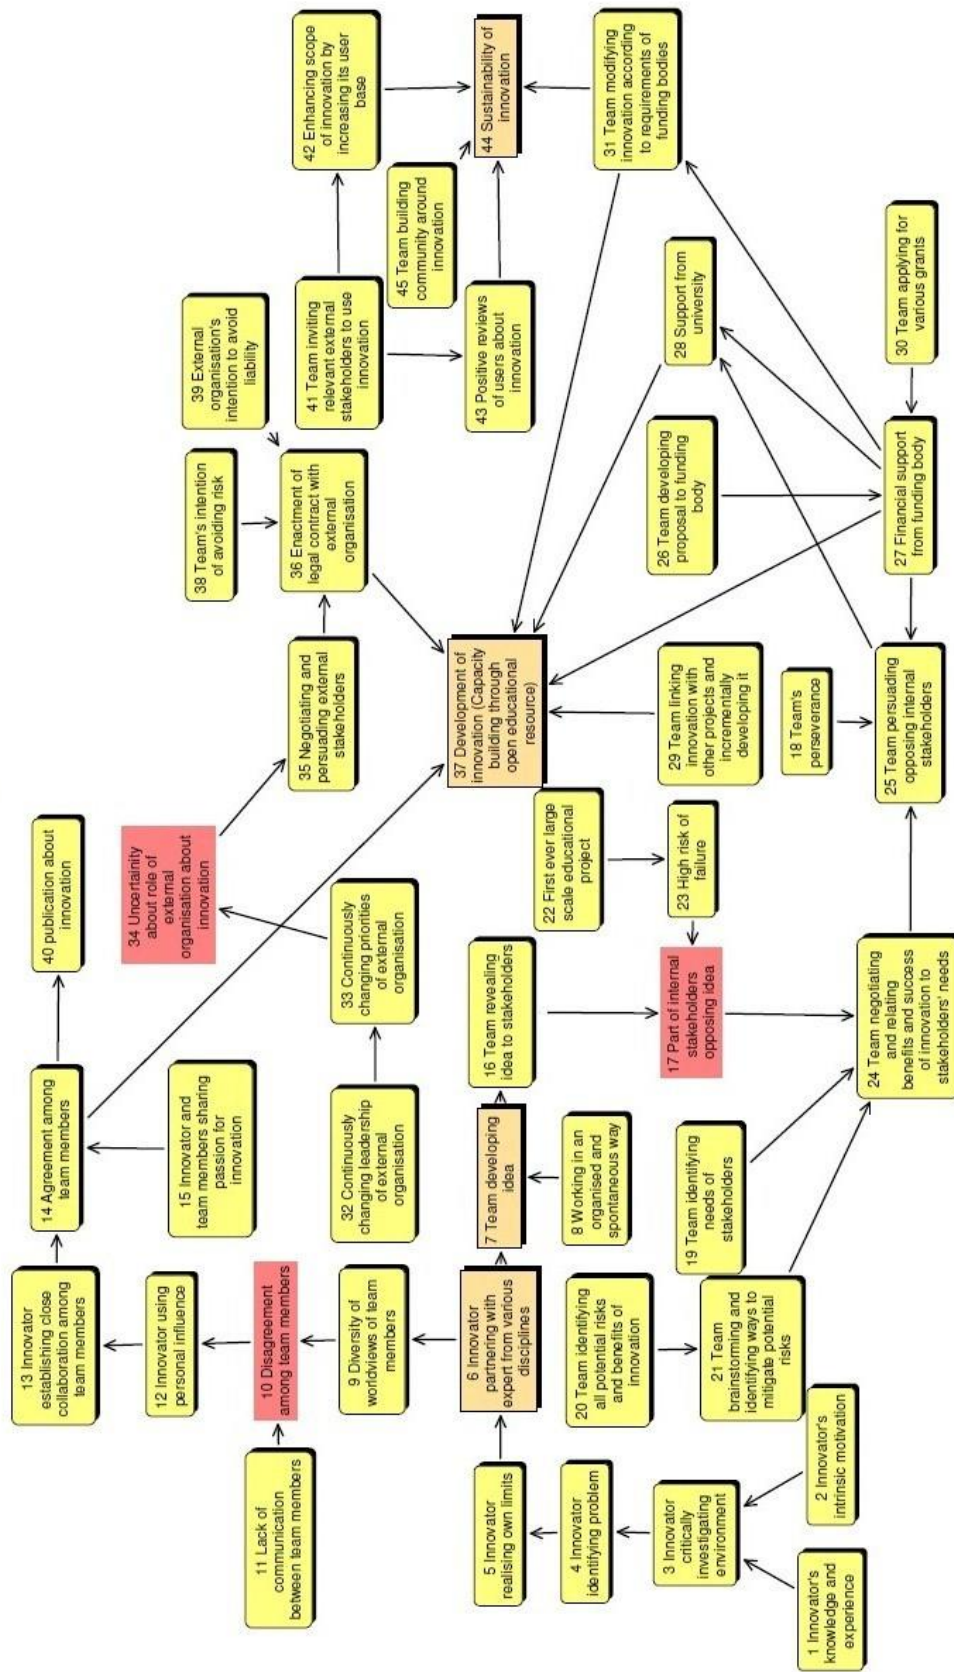 1 Innovator's
knowledge and
experience
2 Innovator's
intrinsic motivation
3 Innovator
critically
investigating
environment
4 Innovator
identifying problem
5 Innovator
realising own limits
6 Innovator
partnering with
expert from various
disciplines
7 Team developing
idea
8 Working in an
organised and
spontaneous way
9 Diversity of
worldviews of team
members
10 Disagreement
among team members
11 Lack of
communication
between team members
12 Innovator using
personal influence
13 Innovator
establishing close
collaboration among
team members
14 Agreement among
team members
15 Innovator and
team members sharing
passion for
innovation
16 Team revealing
idea to stakeholders
17 Part of internal
stakeholders
opposing idea
18 Team's
perseverance
19 Team identifying
needs of
stakeholders
20 Team identifying
all potential risks
and benefits of
innovation
21 Team
brainstorming and
identifying ways to
mitigate potential
risks
22 First ever large
scale educational
project
23 High risk of
failure
24 Team negotiating
and relating
benefits and success
of innovation to
stakeholders' needs
25 Team persuading
opposing internal
stakeholders
26 Team developing
proposal to funding
body
27 Financial support
from funding body
28 Support from
university
29 Team linking
innovation with
other projects and
incrementally
developing it
30 Team applying for
various grants
31 Team modifying
innovation according
to requirements of
funding bodies
32 Continuously
changing leadership
of external
organisation
33 Continuously
changing priorities
of external
organisation
34 Uncertainity
about role of
external
organisation about
innovation
35 Negotiating and
persuading external
stakeholders
36 Enactment of
legal contract with
external
organisation
37 Development of
innovation (Capacity
building through
open educational
resource)
38 Team's intention
of avoiding risk
39 External
organisation's
intention to avoid
liability
40 publication about
innovation
41 Team inviting
relevant external
stakeholders to use
innovation
42 Enhancing scope
of innovation by
increasing its user
base
43 Positive reviews
of users about
innovation
44 Sustainability of
innovation
45 Team building
community around
innovation